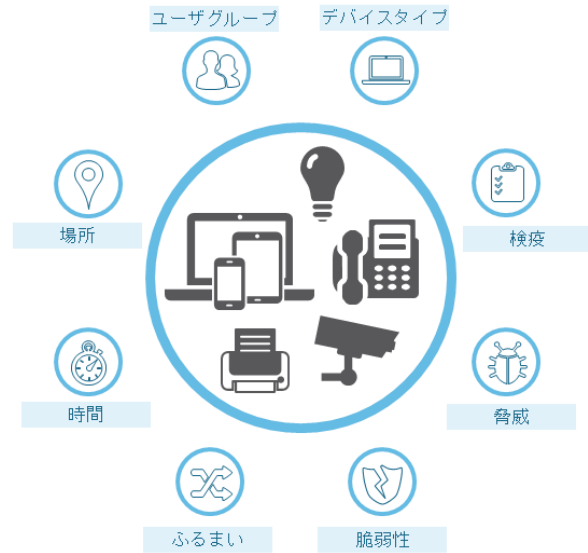 ユーザグループ
デバイスタイプ
場所
検疫
時間
脅威
ふるまい
脆弱性